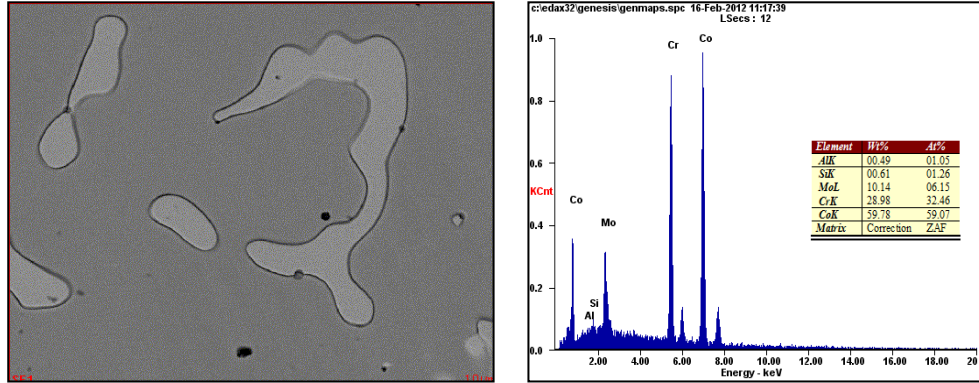 c:\edax32\genesis\genmaps.spc 16-Feb-2012 11:17:39
LSecs : 12
1.0
Cr
Co
0.8
Element Wt% At%
AlK 00.49 01.05
SiK 00.61 01.26
MoL 10.14 06.15
CrK 28.98 32.46
CoK 59.78 59.07
Matrix Correction ZAF
0.6
KCnt
Co
0.4
Mo
0.2
Si
Al
0.0
2.00 4.00 6.00 8.00 10.00 12.00 14.00 16.00 18.00 20
Energy - keV